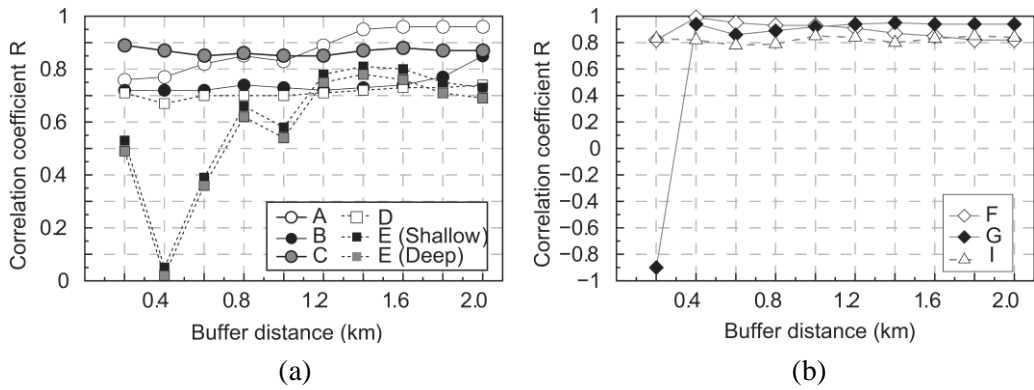 Correlation coefficient R
1
0.8
0.6
0.4
0.2
0
A
B
C
D
E (Shallow)
E (Deep)
0.4
0.8
1.2
1.6
2.0
Buffer distance (km)
(a)
Correlation coefficient R
1
0.8
0.6
0.4
0.2
0
−0.2
−0.4
−0.6
−0.8
−1
F
G
I
0.4
0.8
1.2
1.6
2.0
Buffer distance (km)
(b)